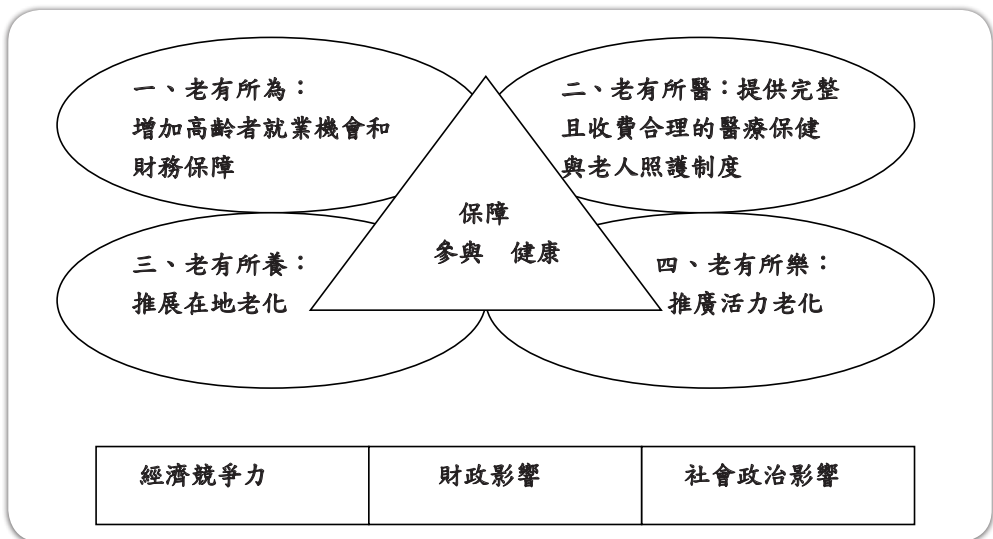 一、老有所為：
增加高齡者就業機會和
財務保障
二、老有所醫：提供完整
且收費合理的醫療保健
與老人照護制度
保障
參與　健康
三、老有所養：
推展在地老化
四、老有所樂：
推廣活力老化
經濟競爭力
財政影響
社會政治影響